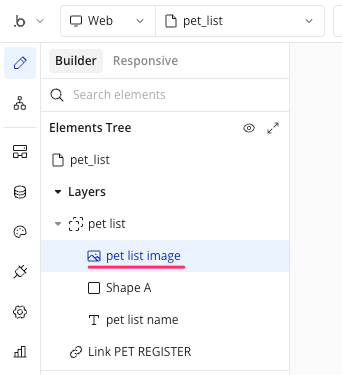 .b Web pet_list
Builder Responsive
Search elements
Elements Tree
pet_list
Layers
pet list
pet list image
Shape A
pet list name
Link PET REGISTER